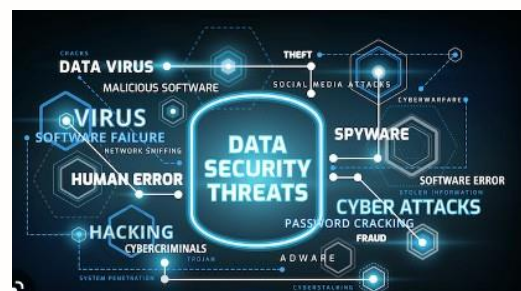 CRACKS
THEFT
DATA VIRUS
MALICIOUS SOFTWARE
SOCIAL MEDIA ATTACKS
CYBERWARFARE
VIRUS
SOFTWARE FAILURE
SPYWARE
NETWORK SNIFFING
DATA
SECURITY
THREATS
HUMAN ERROR
SOFTWARE ERROR
STOLEN INFORMATION
CYBER ATTACKS
PASSWORD CRACKING
HACKING
FRAUD
CYBERCRIMINALS
TROJAN
ADWARE
SYSTEM PENETRATION
CYBERSTALKING